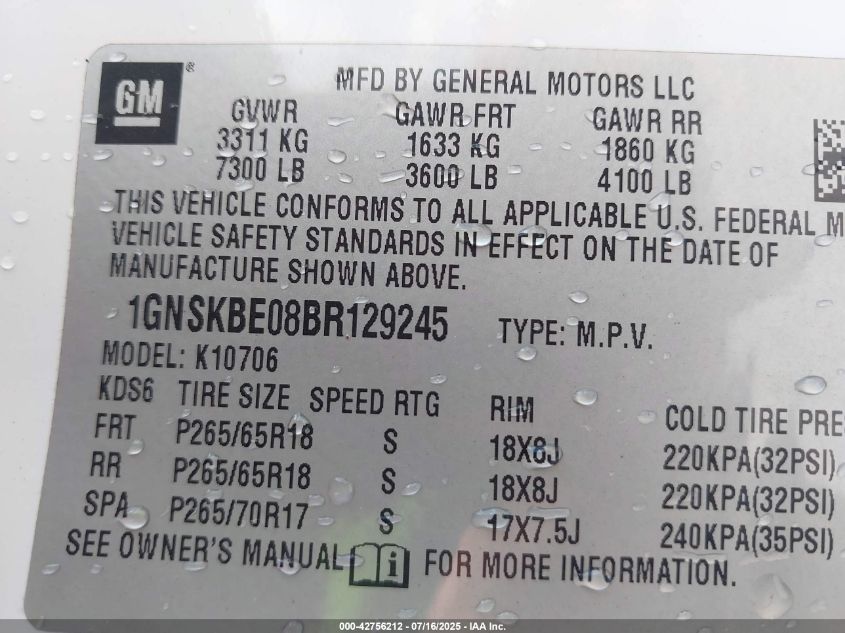 GM ®
MFD BY GENERAL MOTORS LLC
GVWR GAWR FRT GAWR RR
3311 KG 1633 KG 1860 KG
7300 LB 3600 LB 4100 LB
THIS VEHICLE CONFORMS TO ALL APPLICABLE U.S. FEDERAL M
VEHICLE SAFETY STANDARDS IN EFFECT ON THE DATE OF
MANUFACTURE SHOWN ABOVE.
1GNSKBE08BR129245 TYPE: M.P.V.
MODEL: K10706
KDS6 TIRE SIZE SPEED RTG RIM COLD TIRE PRE
FRT P265/65R18 S 18X8J 220KPA(32PSI)
RR P265/65R18 S 18X8J 220KPA(32PSI)
SPA P265/70R17 S 17X7.5J 240KPA(35PSI)
SEE OWNER'S MANUAL i FOR MORE INFORMATION.
000-42756212 - 07/16/2025 - IAA Inc.